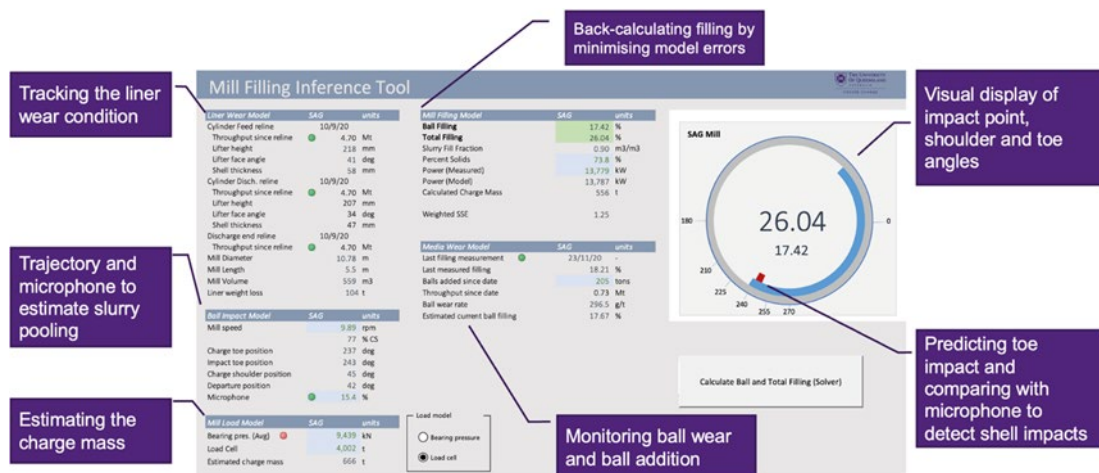 Back-calculating filling by
minimising model errors
Tracking the liner
wear condition
Trajectory and
microphone to
estimate slurry
pooling
Estimating the
charge mass
Mill Filling Inference Tool
THE UNIVERSITY
OF QUEENSLAND
Liner Wear Model SAG units
Cylinder Feed reline 10/9/20
Throughput since reline 4.70 Mt
Lifter height 218 mm
Lifter face angle 41 deg
Shell thickness 58 mm
Cylinder Disch. reline 10/9/20
Throughput since reline 4.70 Mt
Lifter height 207 mm
Lifter face angle 34 deg
Shell thickness 47 mm
Discharge end reline 10/9/20
Throughput since reline 4.70 Mt
Mill Diameter 10.78 m
Mill Length 5.5 m
Mill Volume 559 m3
Liner weight loss 104 t
Ball Impact Model SAG units
Mill speed 9.89 rpm
77 % CS
Charge toe position 237 deg
Impact toe position 243 deg
Charge shoulder position 45 deg
Departure position 42 deg
Microphone 15.4 %
Mill Load Model SAG units
Bearing pres. (Avg) 9,439 kN
Load Cell 4,002 t
Estimated charge mass 666 t
Load model
Bearing pressure
Load cell
Mill Filling Model SAG units
Ball Filling 17.42 %
Total Filling 26.04 %
Slurry Fill Fraction 0.90 m3/m3
Percent Solids 73.8 %
Power (Measured) 13,779 kW
Power (Model) 13,787 kW
Calculated Charge Mass 556 t
Weighted SSE 1.25
Media Wear Model SAG units
Last filling measurement 23/11/20 -
Last measured filling 18.21 %
Balls added since date 205 tons
Throughput since date 0.73 Mt
Ball wear rate 296.5 g/t
Estimated current ball filling 17.67 %
SAG Mill
26.04
17.42
180
0
210
225
240
255
270
Calculate Ball and Total Filling (Solver)
Visual display of
impact point,
shoulder and toe
angles
Predicting toe
impact and
comparing with
microphone to
detect shell impacts
Monitoring ball wear
and ball addition